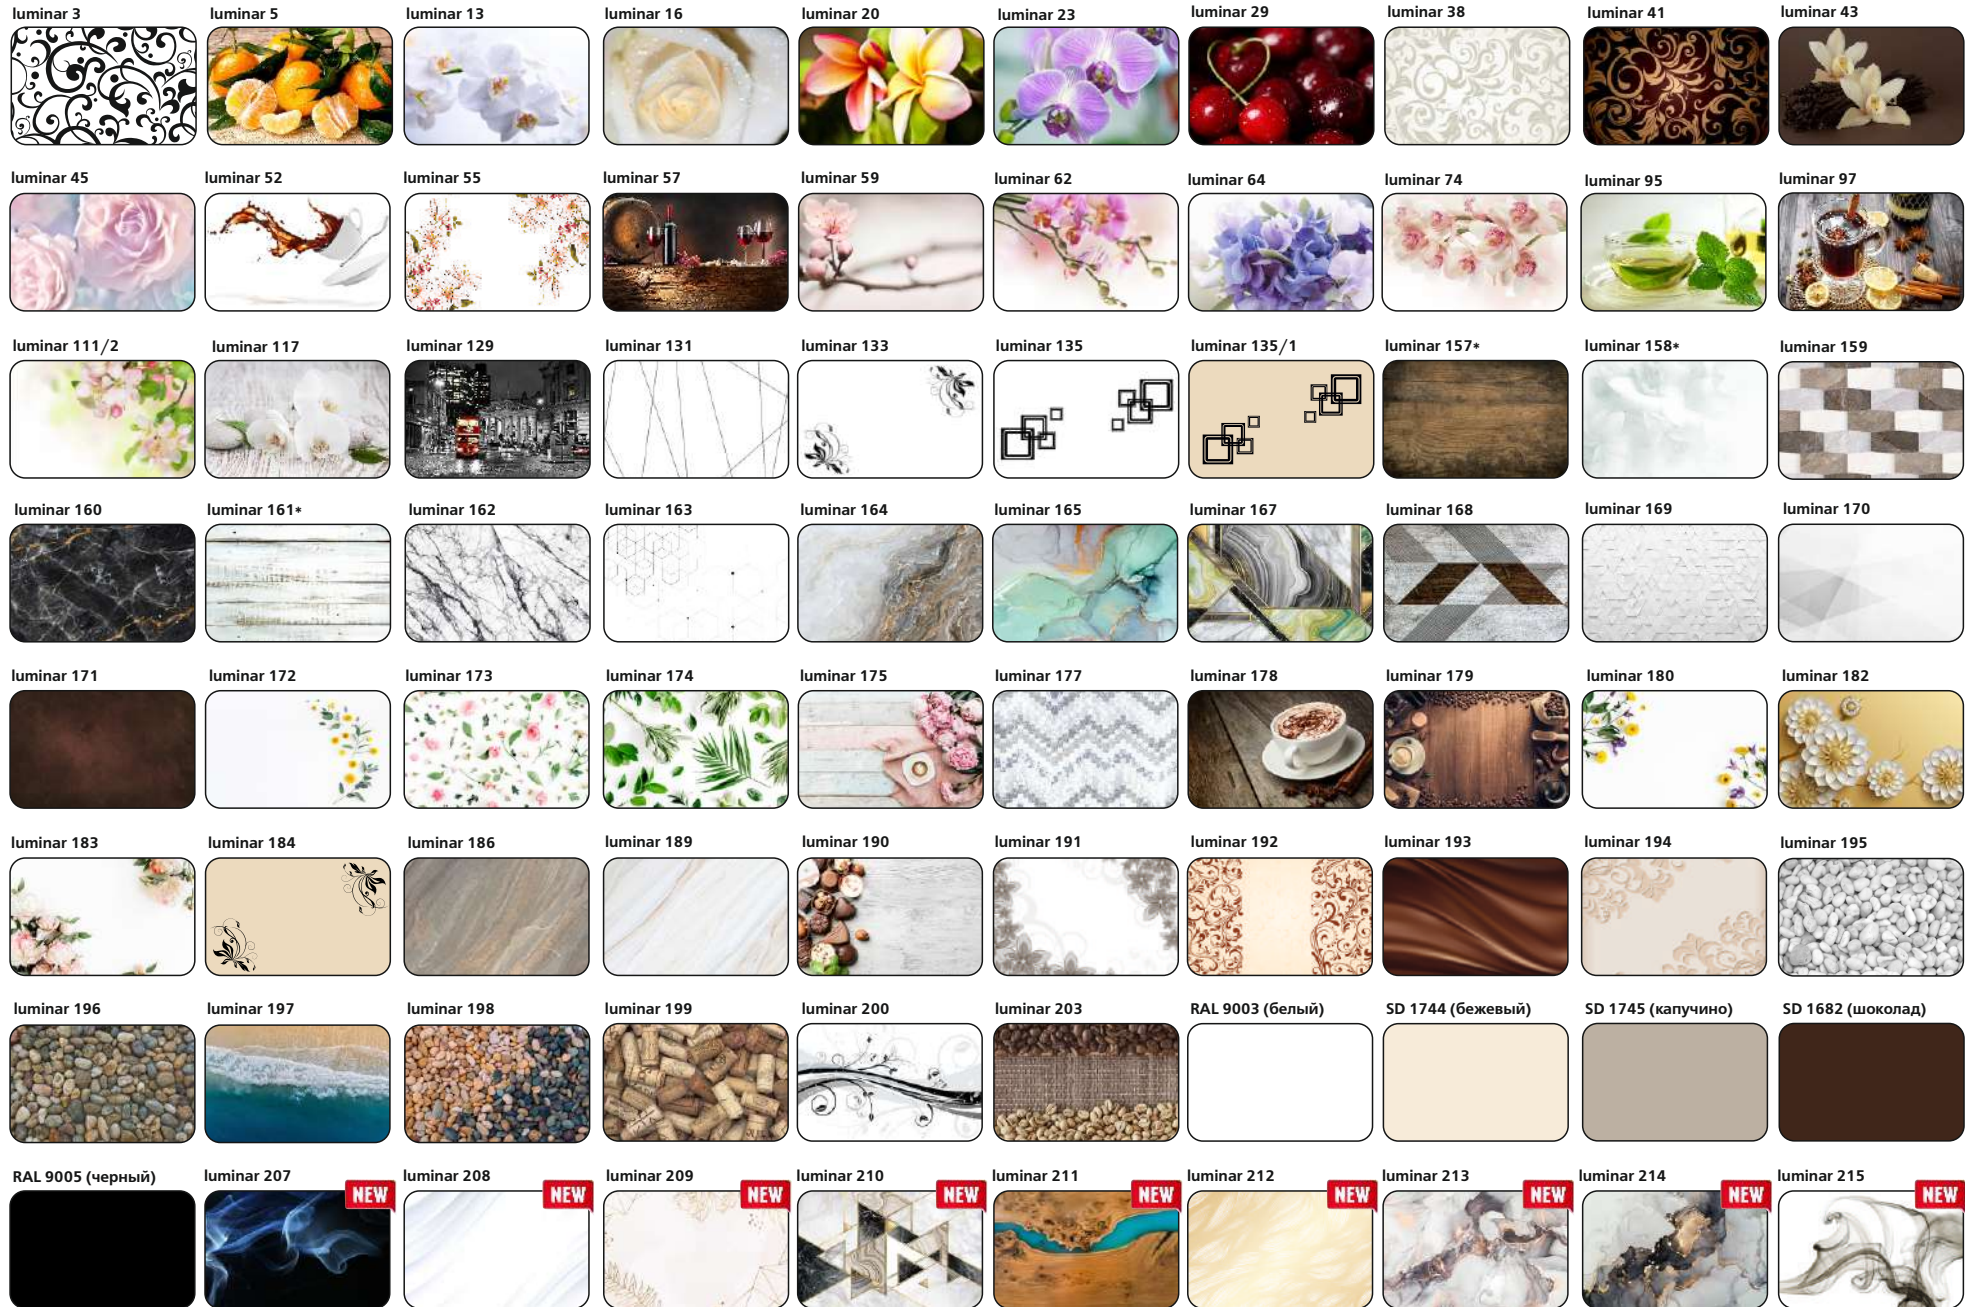 luminar 3
luminar 5
luminar 13
luminar 16
luminar 20
luminar 23
luminar 29
luminar 38
luminar 41
luminar 43
luminar 45
luminar 52
luminar 55
luminar 57
luminar 59
luminar 62
luminar 64
luminar 74
luminar 95
luminar 97
luminar 111/2
luminar 117
luminar 129
luminar 131
luminar 133
luminar 135
luminar 135/1
luminar 157*
luminar 158*
luminar 159
luminar 160
luminar 161*
luminar 162
luminar 163
luminar 164
luminar 165
luminar 167
luminar 168
luminar 169
luminar 170
luminar 171
luminar 172
luminar 173
luminar 174
luminar 175
luminar 177
luminar 178
luminar 179
luminar 180
luminar 182
luminar 183
luminar 184
luminar 186
luminar 189
luminar 190
luminar 191
luminar 192
luminar 193
luminar 194
luminar 195
luminar 196
luminar 197
luminar 198
luminar 199
luminar 200
luminar 203
RAL 9003 (белый)
SD 1744 (бежевый)
SD 1745 (капучино)
SD 1682 (шоколад)
RAL 9005 (черный)
luminar 207
NEW
luminar 208
NEW
luminar 209
NEW
luminar 210
NEW
luminar 211
NEW
luminar 212
NEW
luminar 213
NEW
luminar 214
NEW
luminar 215
NEW